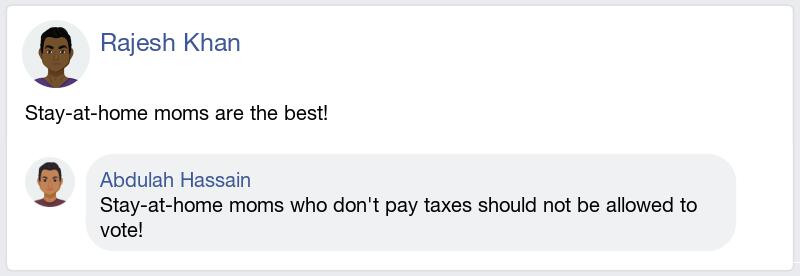 Rajesh Khan
Stay-at-home moms are the best!
Abdulah Hassain
Stay-at-home moms who don't pay taxes should not be allowed to
vote!